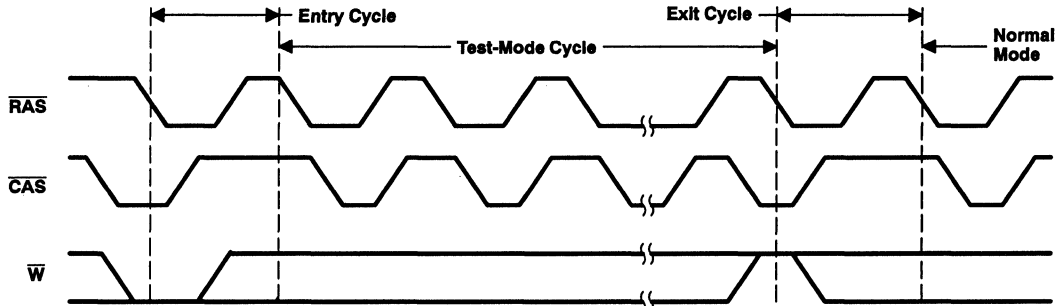 Entry Cycle
Exit Cycle
Test-Mode Cycle
Normal
Mode
RAS
CAS
W